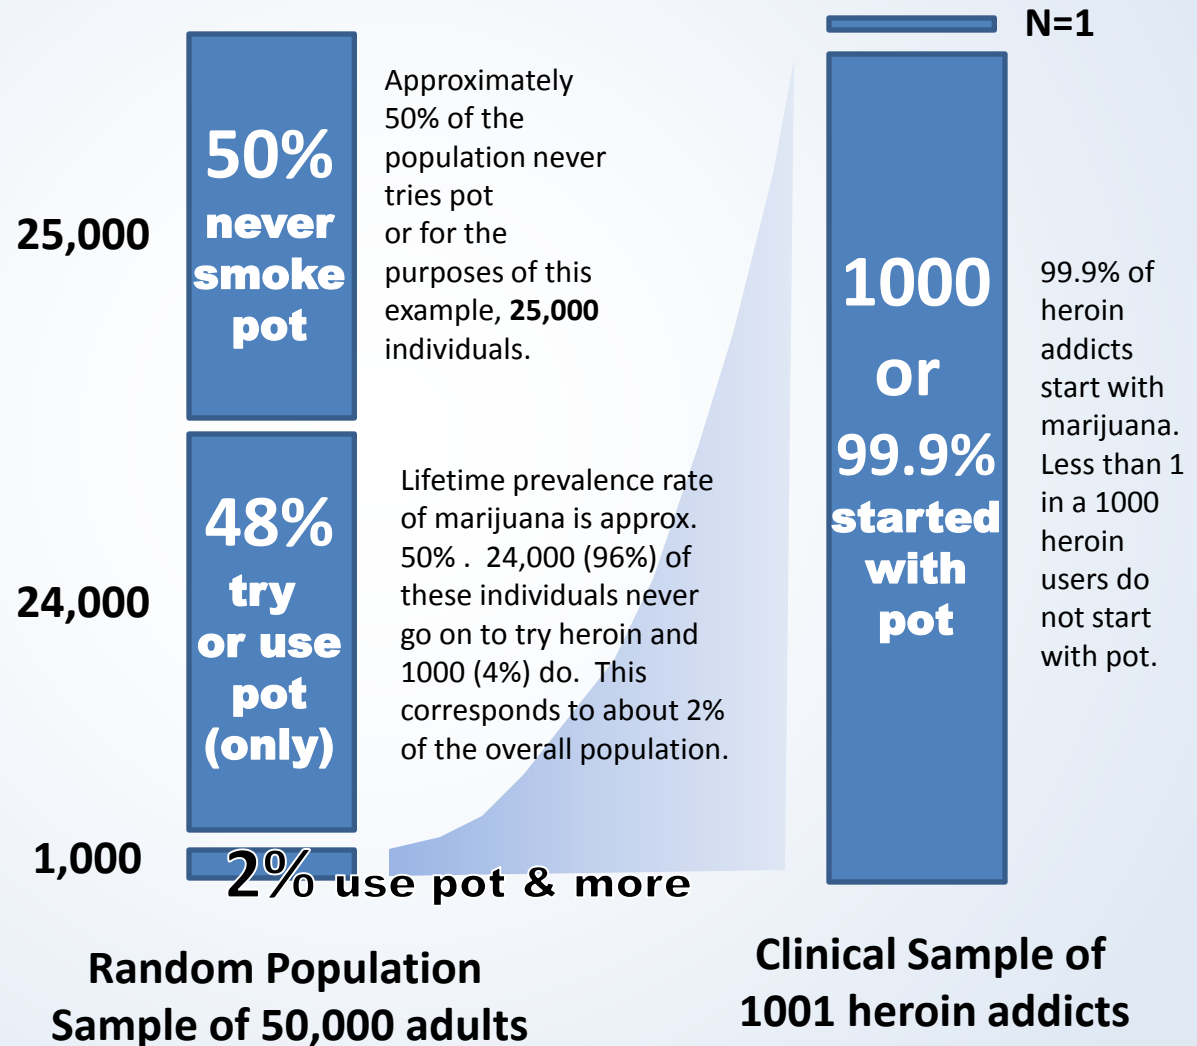 25,000
50%
never
smoke
pot
Approximately
50% of the
population never
tries pot
or for the
purposes of this
example, 25,000
individuals.
24,000
48%
try
or use
pot
(only)
Lifetime prevalence rate
of marijuana is approx.
50% .  24,000 (96%) of
these individuals never
go on to try heroin and
1000 (4%) do.  This
corresponds to about 2%
of the overall population.
1,000
2% use pot & more
Random Population
Sample of 50,000 adults
N=1
1000
or
99.9%
started
with
pot
99.9% of
heroin
addicts
start with
marijuana.
Less than 1
in a 1000
heroin
users do
not start
with pot.
Clinical Sample of
1001 heroin addicts